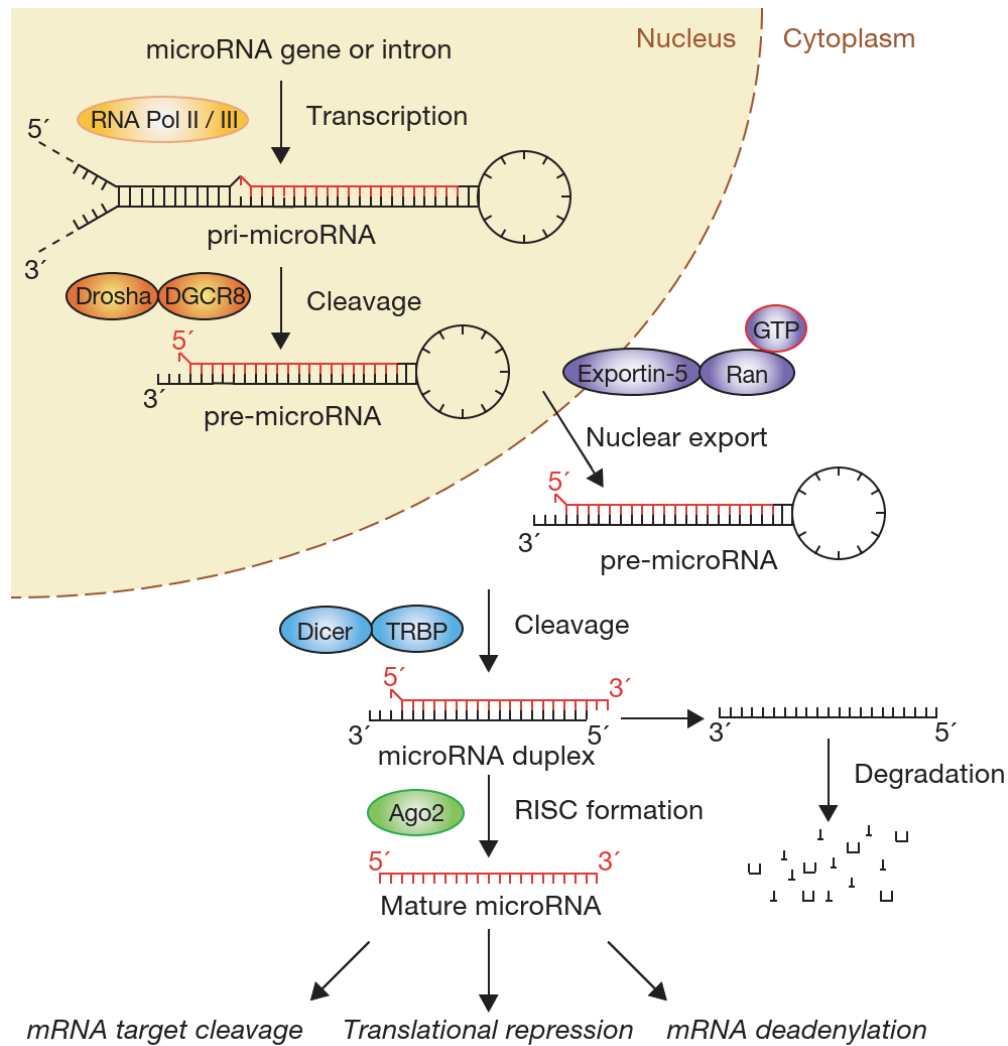 microRNA gene or intron
Nucleus
Cytoplasm
RNA Pol II / III
Transcription
5´
3´
pri-microRNA
Drosha
DGCR8
Cleavage
5´
3´
pre-microRNA
GTP
Exportin-5
Ran
Nuclear export
5´
3´
pre-microRNA
Dicer
TRBP
Cleavage
5´
3´
3´
5´
microRNA duplex
3´
5´
Degradation
Ago2
RISC formation
5´
3´
Mature microRNA
mRNA target cleavage
Translational repression
mRNA deadenylation